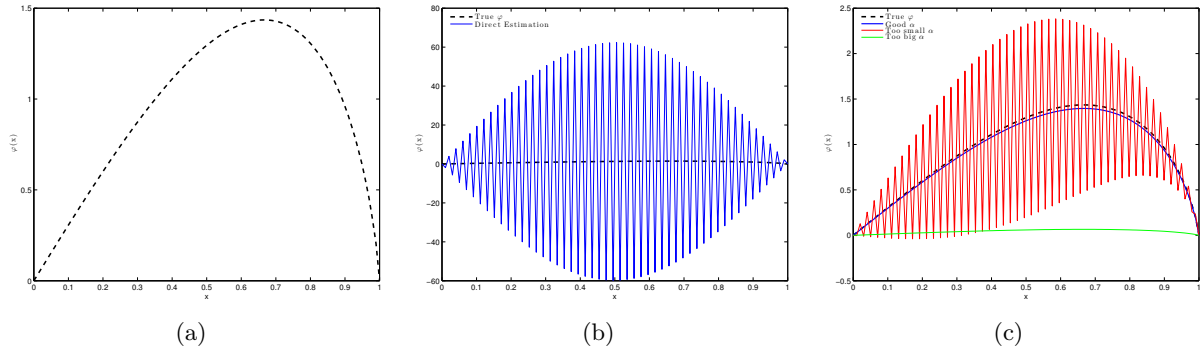 1.5
1
0.5
0
φ(x)
0 0.1 0.2 0.3 0.4 0.5 0.6 0.7 0.8 0.9 1
x
(a)
80
60
40
20
0
−20
−40
−60
φ(x)
True φ
Direct Estimation
0 0.1 0.2 0.3 0.4 0.5 0.6 0.7 0.8 0.9 1
x
(b)
2.5
2
1.5
1
0.5
0
−0.5
φ(x)
True φ
Good α
Too small α
Too big α
0 0.1 0.2 0.3 0.4 0.5 0.6 0.7 0.8 0.9 1
x
(c)